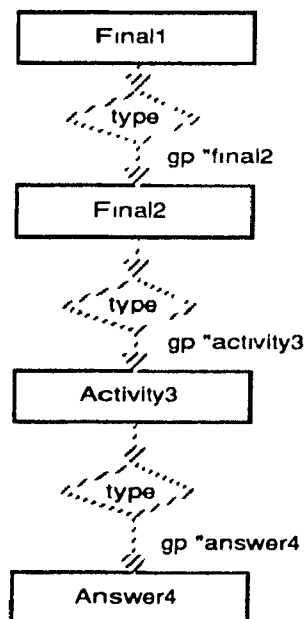 Final1
type
gp "final2
Final2
type
gp "activity3
Activity3
type
gp "answer4
Answer4